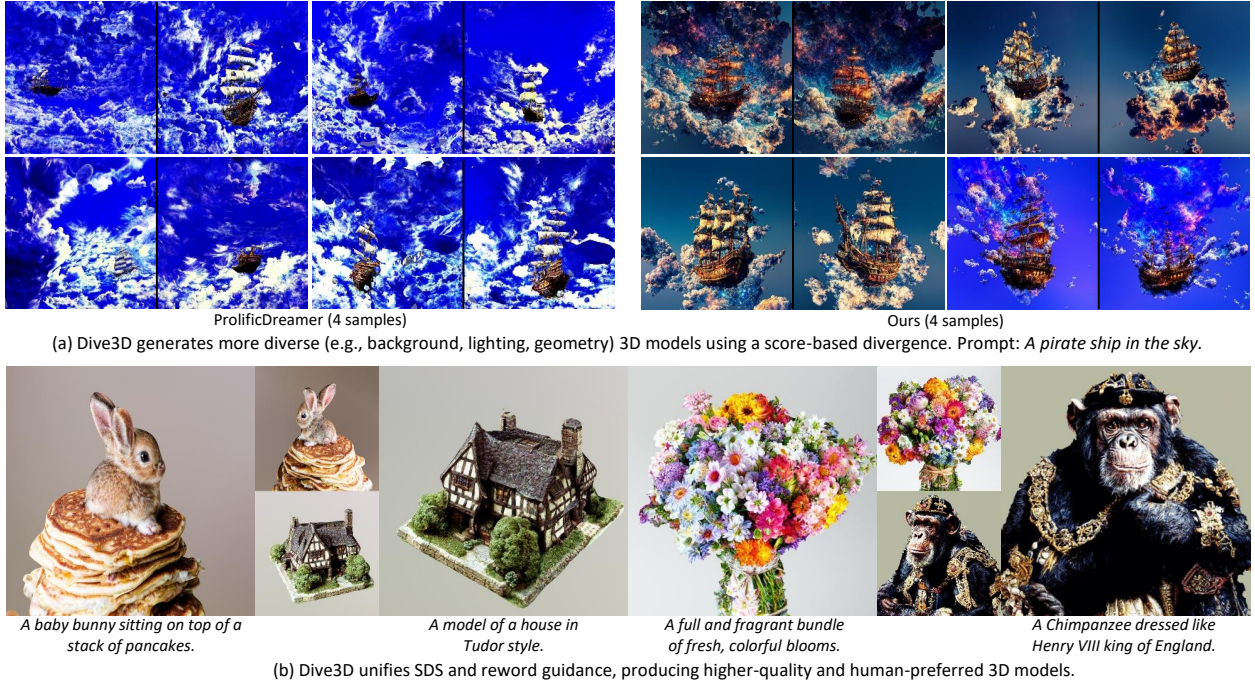 ProlificDreamer (4 samples)
Ours (4 samples)
(a) Dive3D generates more diverse (e.g., background, lighting, geometry) 3D models using a score-based divergence. Prompt: A pirate ship in the sky.
A baby bunny sitting on top of a
stack of pancakes.
A model of a house in
Tudor style.
A full and fragrant bundle
of fresh, colorful blooms.
A Chimpanzee dressed like
Henry VIII king of England.
(b) Dive3D unifies SDS and reword guidance, producing higher-quality and human-preferred 3D models.